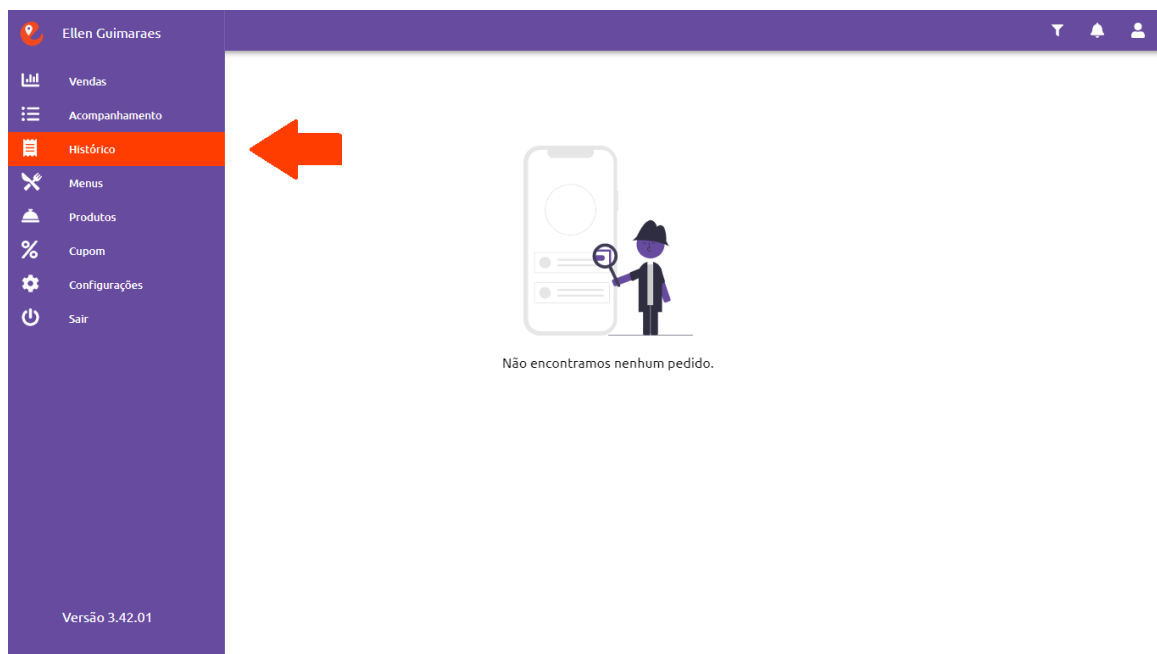 Ellen Guimaraes
Vendas
Acompanhamento
Histórico
Menus
Produtos
Cupom
Configurações
Sair
Não encontramos nenhum pedido.
Versão 3.42.01